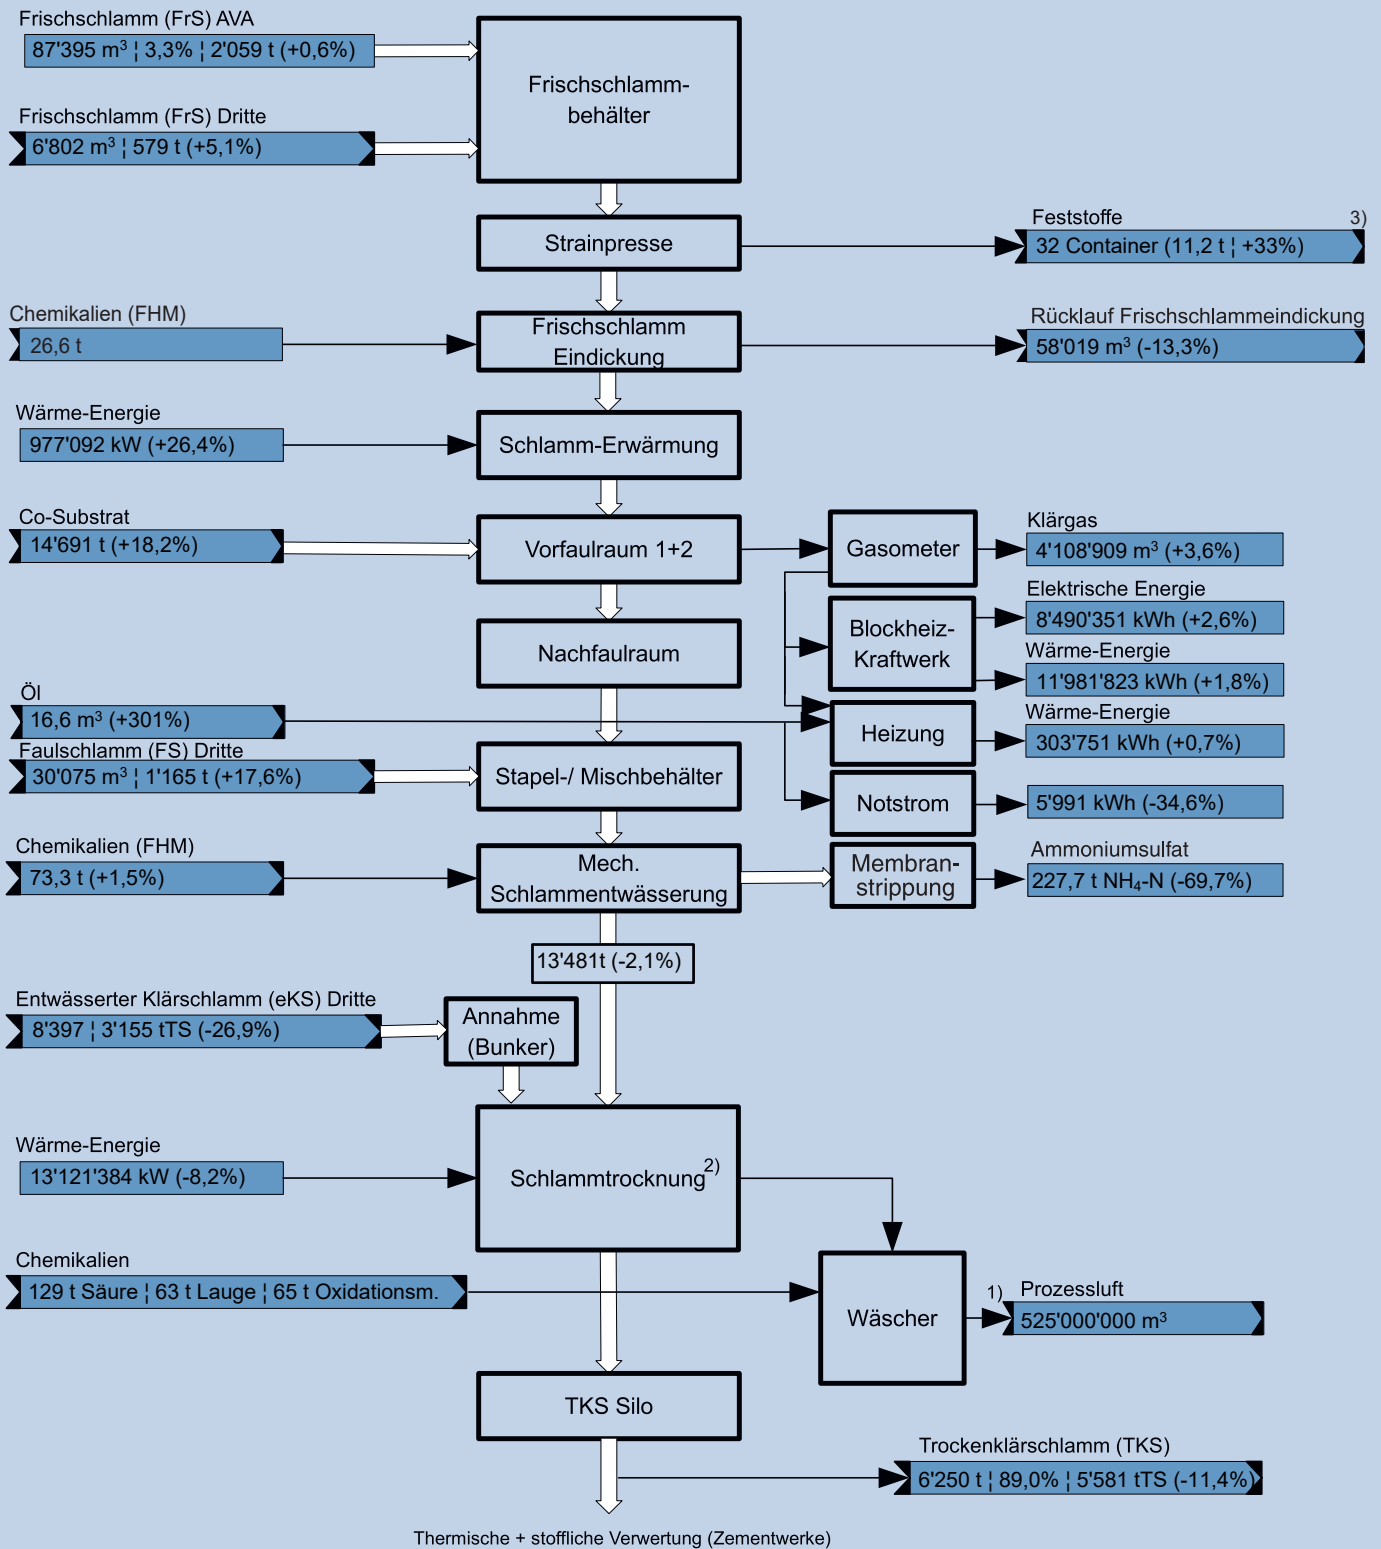 Frischschlamm (FrS) AVA
87'395 m³ ¦ 3,3% ¦ 2'059 t (+0,6%)
Frischschlamm-
behälter
Frischschlamm (FrS) Dritte
6'802 m³ ¦ 579 t (+5,1%)
Strainpresse
Feststoffe
3)
32 Container (11,2 t ¦ +33%)
Chemikalien (FHM)
26,6 t
Frischschlamm
Eindickung
Rücklauf Frischschlammeindickung
58'019 m³ (-13,3%)
Wärme-Energie
977'092 kW (+26,4%)
Schlamm-Erwärmung
Co-Substrat
14'691 t (+18,2%)
Vorfaulraum 1+2
Gasometer
Klärgas
4'108'909 m³ (+3,6%)
Blockheiz-
Kraftwerk
Elektrische Energie
8'490'351 kWh (+2,6%)
Wärme-Energie
11'981'823 kWh (+1,8%)
Nachfaulraum
Öl
16,6 m³ (+301%)
Heizung
Wärme-Energie
303'751 kWh (+0,7%)
Faulschlamm (FS) Dritte
30'075 m³ ¦ 1'165 t (+17,6%)
Stapel-/ Mischbehälter
Notstrom
5'991 kWh (-34,6%)
Chemikalien (FHM)
73,3 t (+1,5%)
Mech.
Schlammentwässerung
Membran-
strippung
Ammoniumsulfat
227,7 t NH₄-N (-69,7%)
13'481t (-2,1%)
Entwässerter Klärschlamm (eKS) Dritte
8'397 ¦ 3'155 tTS (-26,9%)
Annahme
(Bunker)
Wärme-Energie
13'121'384 kW (-8,2%)
Schlammtrocknung 2)
Chemikalien
129 t Säure ¦ 63 t Lauge ¦ 65 t Oxidationsm.
Wäscher
1)
Prozessluft
525'000'000 m³
TKS Silo
Trockenklärschlamm (TKS)
6'250 t ¦ 89,0% ¦ 5'581 tTS (-11,4%)
Thermische + stoffliche Verwertung (Zementwerke)